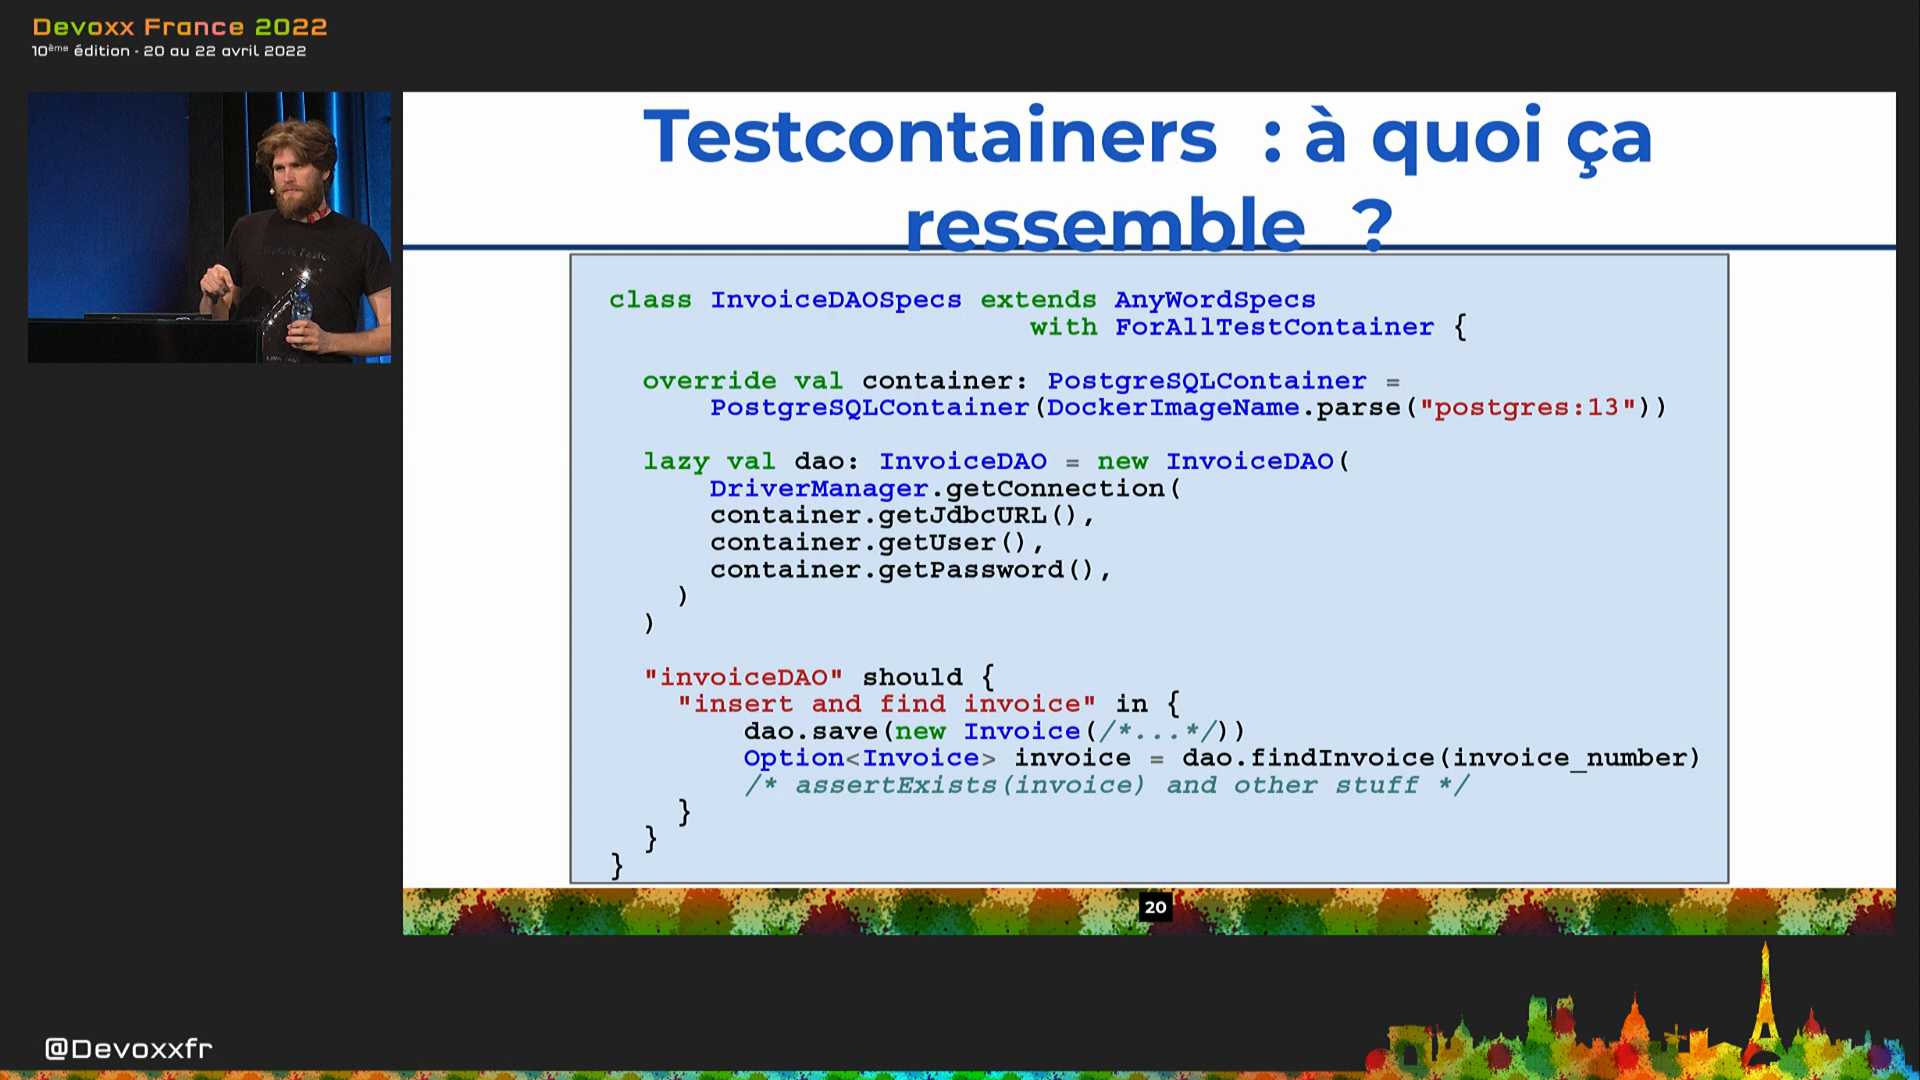 Devoxx France 2022
10ème édition - 20 au 22 avril 2022
Testcontainers : à quoi ça
ressemble ?
class InvoiceDAOSpecs extends AnyWordSpecs
with ForAllTestContainer {
override val container: PostgreSQLContainer =
PostgreSQLContainer(DockerImageName.parse("postgres:13"))
lazy val dao: InvoiceDAO = new InvoiceDAO(
DriverManager.getConnection(
container.getJdbcURL(),
container.getUser(),
container.getPassword(),
)
)
"invoiceDAO" should {
"insert and find invoice" in {
dao.save(new Invoice(/*...*/))
Option<Invoice> invoice = dao.findInvoice(invoice_number)
/* assertExists(invoice) and other stuff */
}
}
}
20
@Devoxxfr